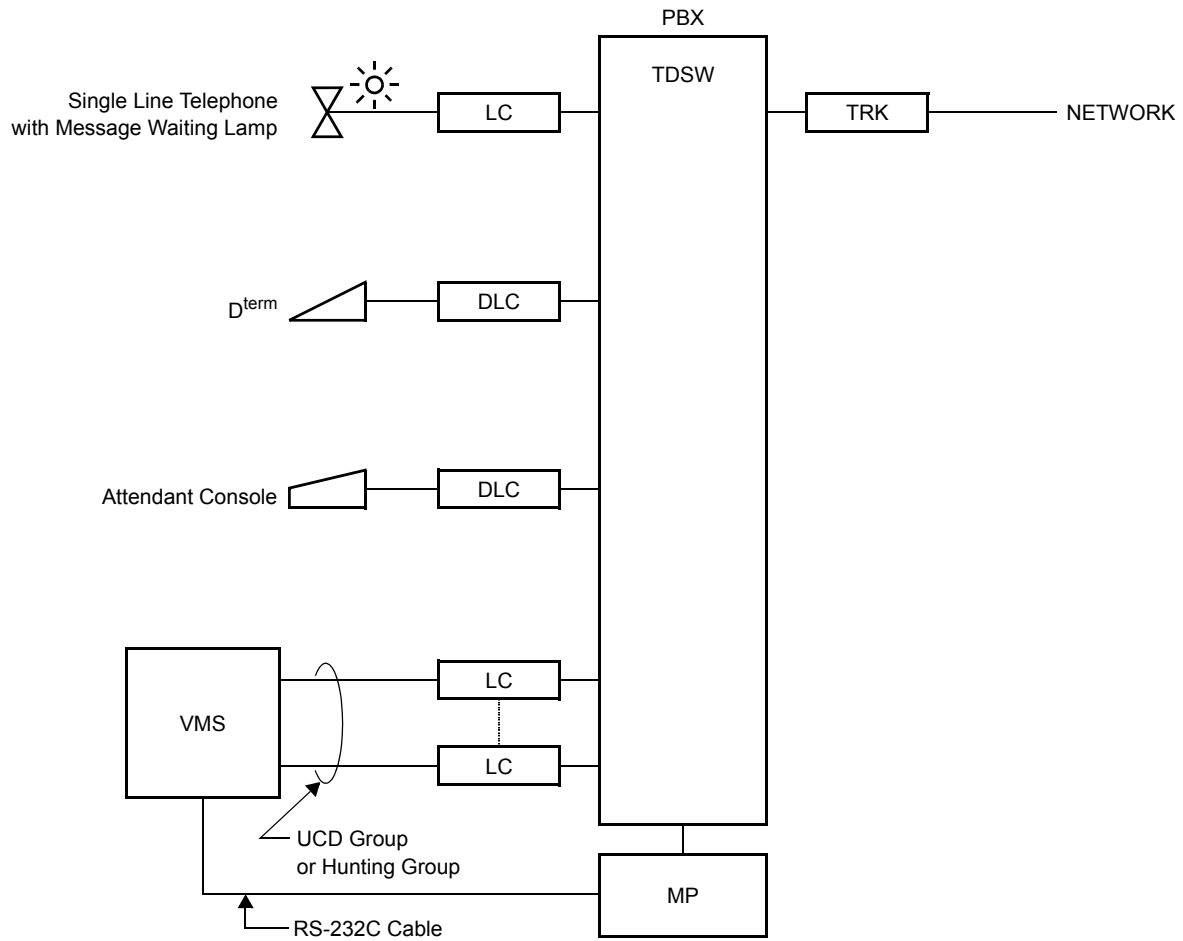 PBX
TDSW
Single Line Telephone
with Message Waiting Lamp
LC
TRK
NETWORK
Dterm
DLC
Attendant Console
DLC
VMS
LC
LC
UCD Group
or Hunting Group
MP
RS-232C Cable